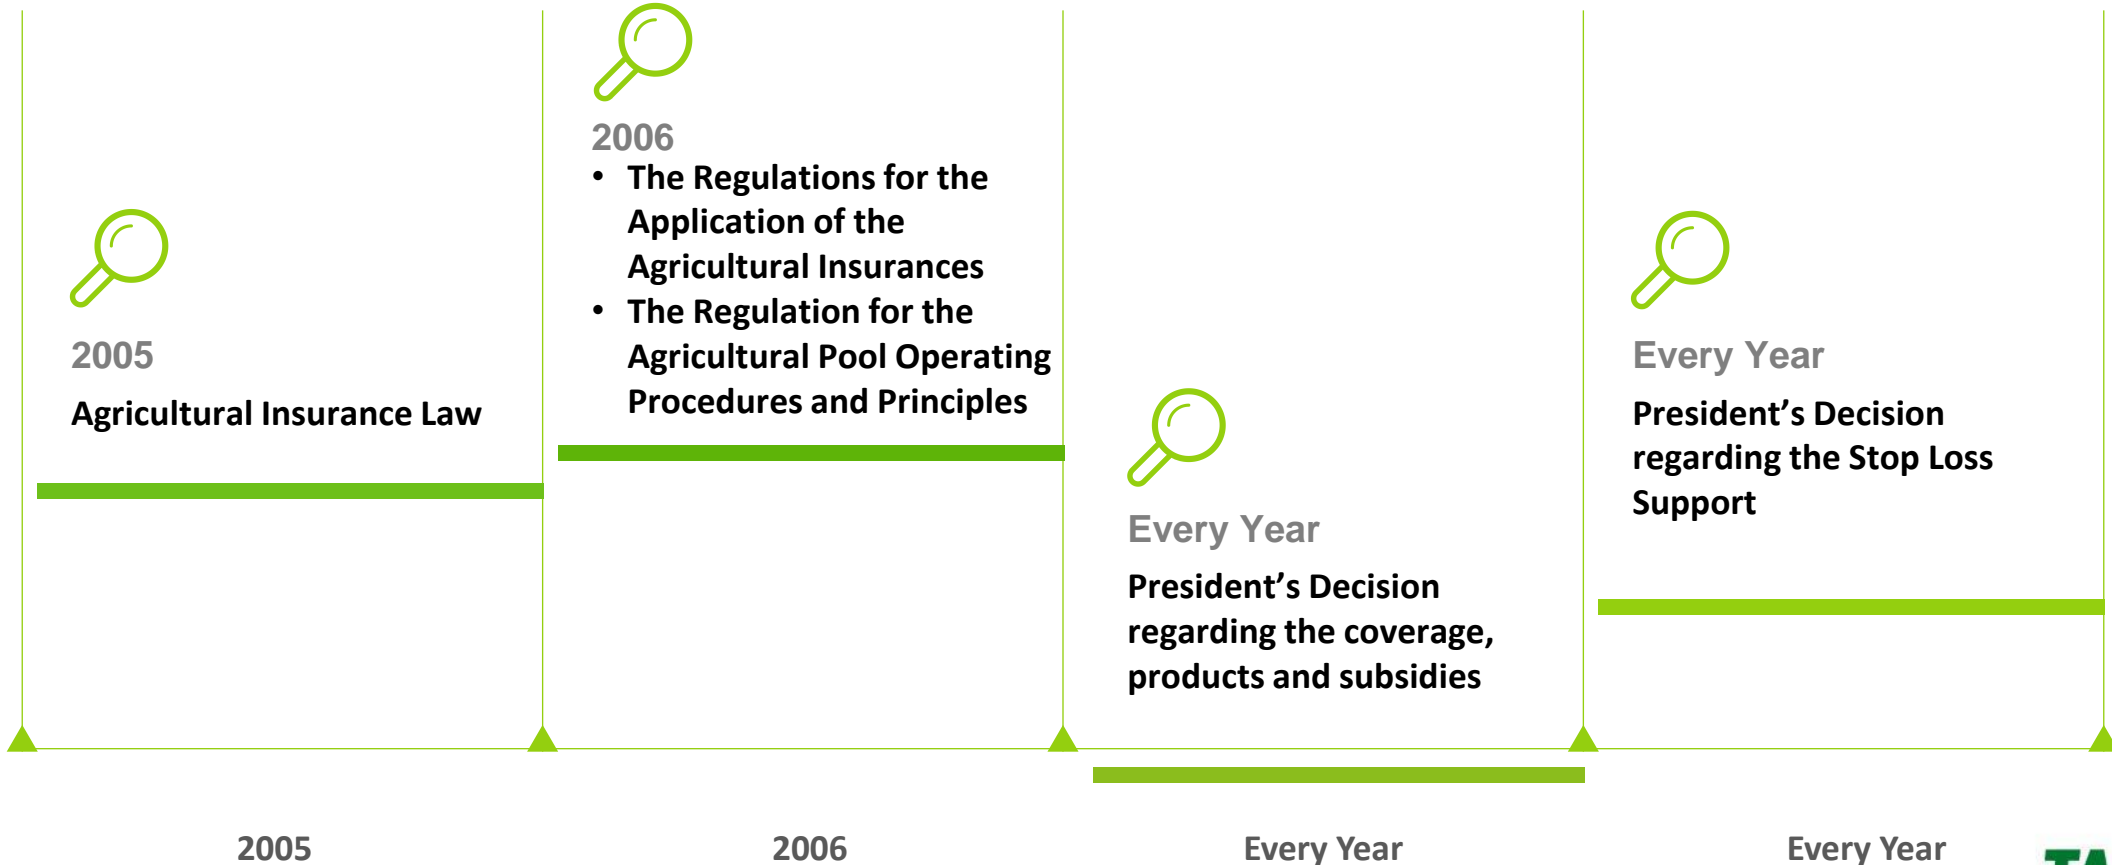 2005
Agricultural Insurance Law
2006
• The Regulations for the
Application of the
Agricultural Insurances
• The Regulation for the
Agricultural Pool Operating
Procedures and Principles
Every Year
President’s Decision
regarding the coverage,
products and subsidies
Every Year
President’s Decision
regarding the Stop Loss
Support
2005
2006
Every Year
Every Year